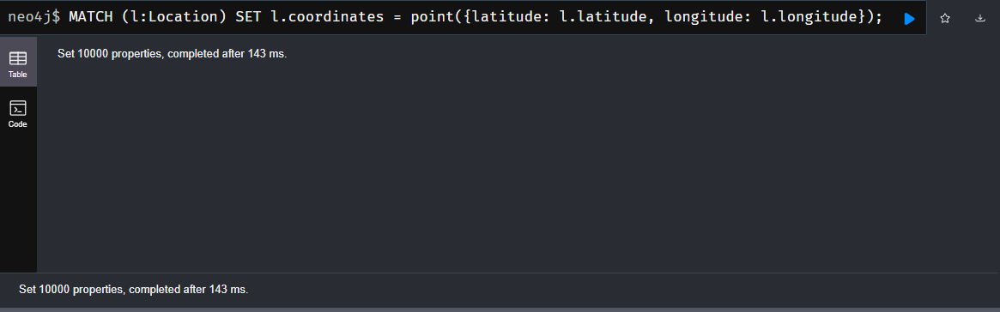 neo4j$ MATCH (l:Location) SET l.coordinates = point({latitude: l.latitude, longitude: l.longitude});
Set 10000 properties, completed after 143 ms.
Table
Code
Set 10000 properties, completed after 143 ms.